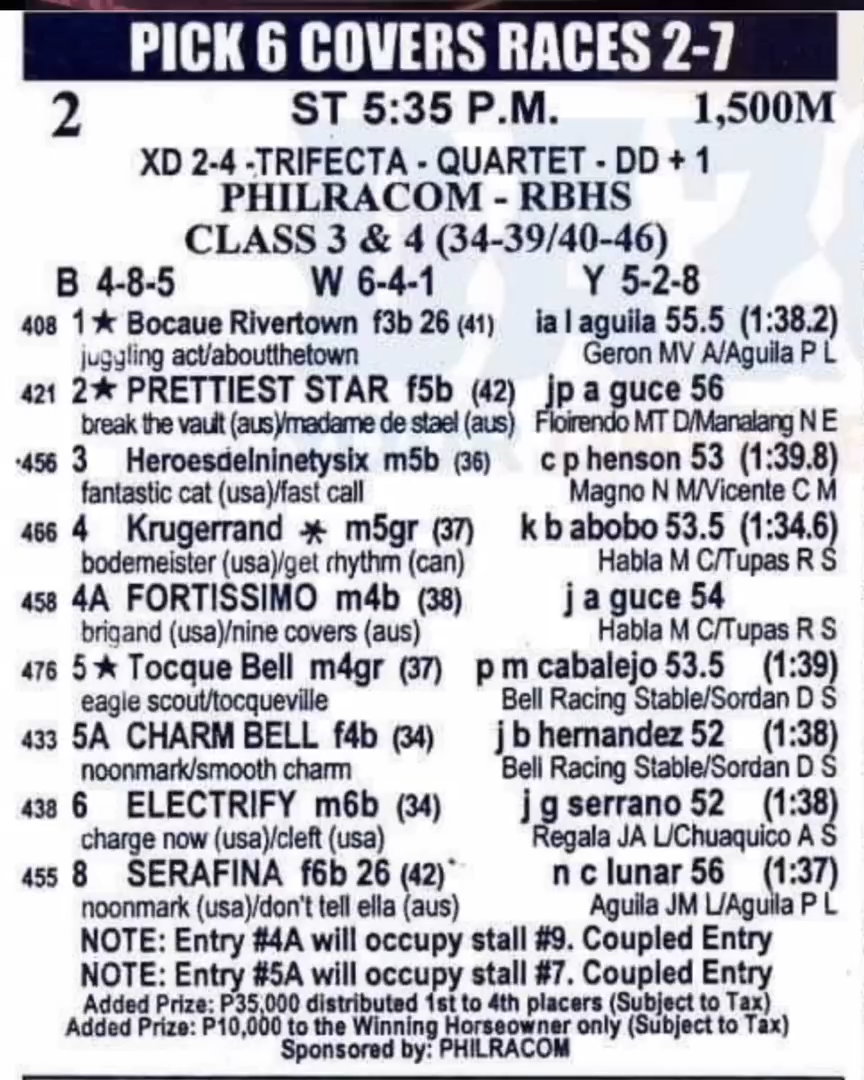 PICK 6 COVERS RACES 2-7
2 ST 5:35 P.M. 1,500M
XD 2-4 -TRIFECTA - QUARTET - DD + 1
PHILRACOM - RBHS
CLASS 3 & 4 (34-39/40-46)
B 4-8-5 W 6-4-1 Y 5-2-8
408 1★ Bocaue Rivertown f3b 26 (41) ia l aguila 55.5 (1:38.2)
juggling act/aboutthetown Geron MV A/Aguila P L
421 2★ PRETTIEST STAR f5b (42) jp a guce 56
break the vault (aus)/madame de stael (aus) Floirendo MT D/Manalang N E
456 3 Heroesdelninetysix m5b (36) c p henson 53 (1:39.8)
fantastic cat (usa)/fast call Magno N M/Vicente C M
466 4 Krugerrand * m5gr (37) k b abobo 53.5 (1:34.6)
bodemeister (usa)/get rhythm (can) Habla M C/Tupas R S
458 4A FORTISSIMO m4b (38) j a guce 54
brigand (usa)/nine covers (aus) Habla M C/Tupas R S
476 5★ Tocque Bell m4gr (37) p m cabalejo 53.5 (1:39)
eagle scout/tocqueville Bell Racing Stable/Sordan D S
433 5A CHARM BELL f4b (34) j b hernandez 52 (1:38)
noonmark/smooth charm Bell Racing Stable/Sordan D S
438 6 ELECTRIFY m6b (34) j g serrano 52 (1:38)
charge now (usa)/cleft (usa) Regala JA L/Chuaquico A S
455 8 SERAFINA f6b 26 (42) n c lunar 56 (1:37)
noonmark (usa)/don't tell ella (aus) Aguila JM L/Aguila P L
NOTE: Entry #4A will occupy stall #9. Coupled Entry
NOTE: Entry #5A will occupy stall #7. Coupled Entry
Added Prize: P35,000 distributed 1st to 4th placers (Subject to Tax)
Added Prize: P10,000 to the Winning Horseowner only (Subject to Tax)
Sponsored by: PHILRACOM